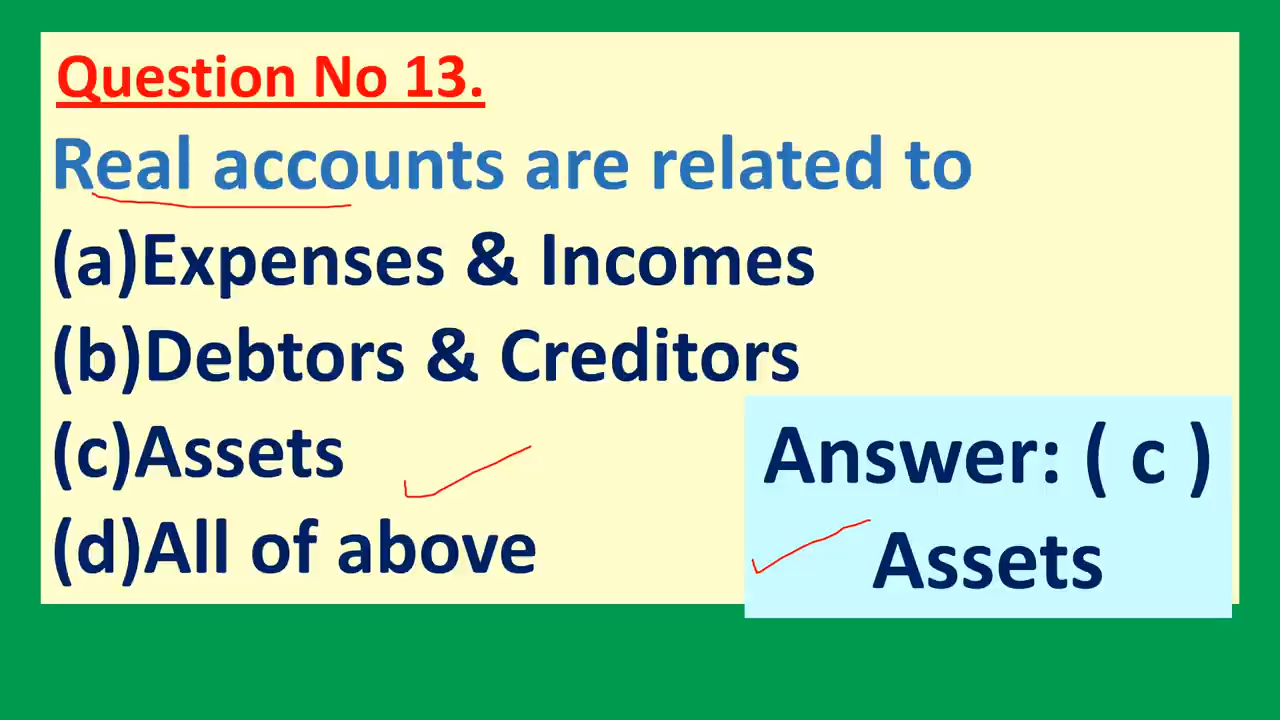 Question No 13.
Real accounts are related to
(a)Expenses & Incomes
(b)Debtors & Creditors
(c)Assets
(d)All of above
Answer: ( c )
Assets